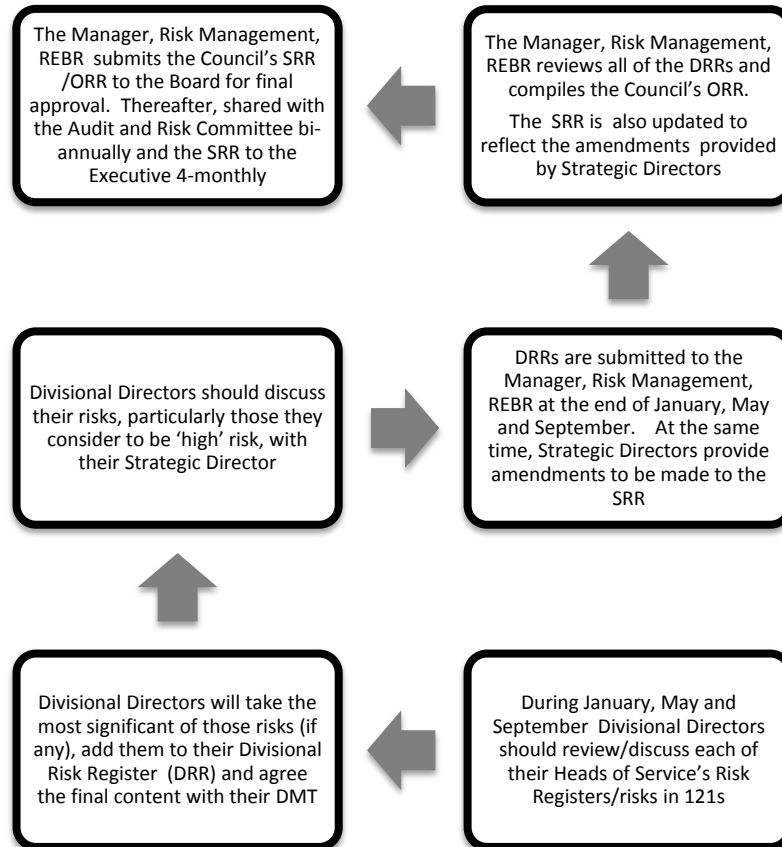 The Manager, Risk Management,
REBR submits the Council’s SRR
/ORR to the Board for final
approval. Thereafter, shared with
the Audit and Risk Committee bi-
annually and the SRR to the
Executive 4-monthly
The Manager, Risk Management,
REBR reviews all of the DRRs and
compiles the Council’s ORR.
The SRR is also updated to
reflect the amendments provided
by Strategic Directors
Divisional Directors should discuss
their risks, particularly those they
consider to be ‘high’ risk, with
their Strategic Director
DRRs are submitted to the
Manager, Risk Management,
REBR at the end of January, May
and September. At the same
time, Strategic Directors provide
amendments to be made to the
SRR
Divisional Directors will take the
most significant of those risks (if
any), add them to their Divisional
Risk Register (DRR) and agree
the final content with their DMT
During January, May and
September Divisional Directors
should review/discuss each of
their Heads of Service’s Risk
Registers/risks in 121s